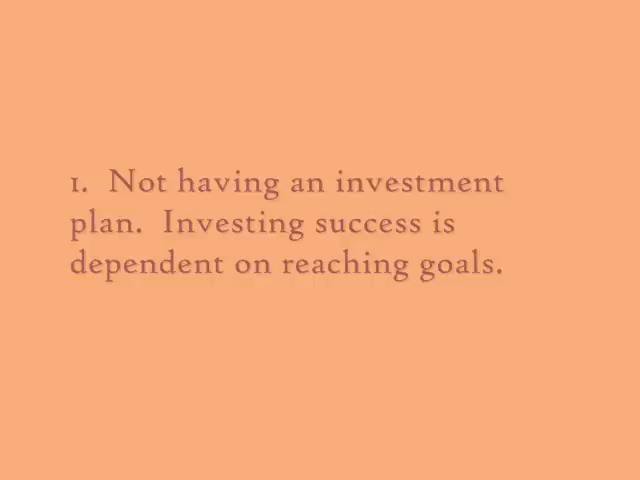 1.  Not having an investment
plan.  Investing success is
dependent on reaching goals.